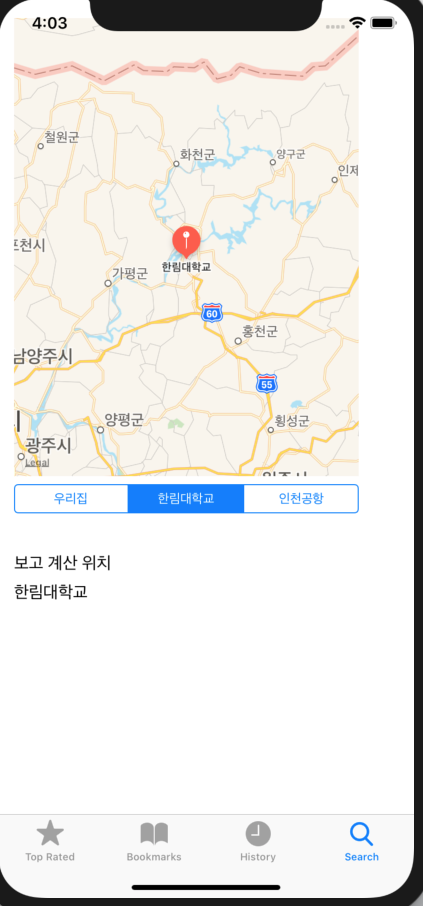 4:03
철원군
화천군
양구군
인제
포천시
가평군
한림대학교
60
홍천군
남양주시
55
양평군
횡성군
광주시
Legal
우리집
한림대학교
인천공항
보고 계산 위치
한림대학교
Top Rated
Bookmarks
History
Search